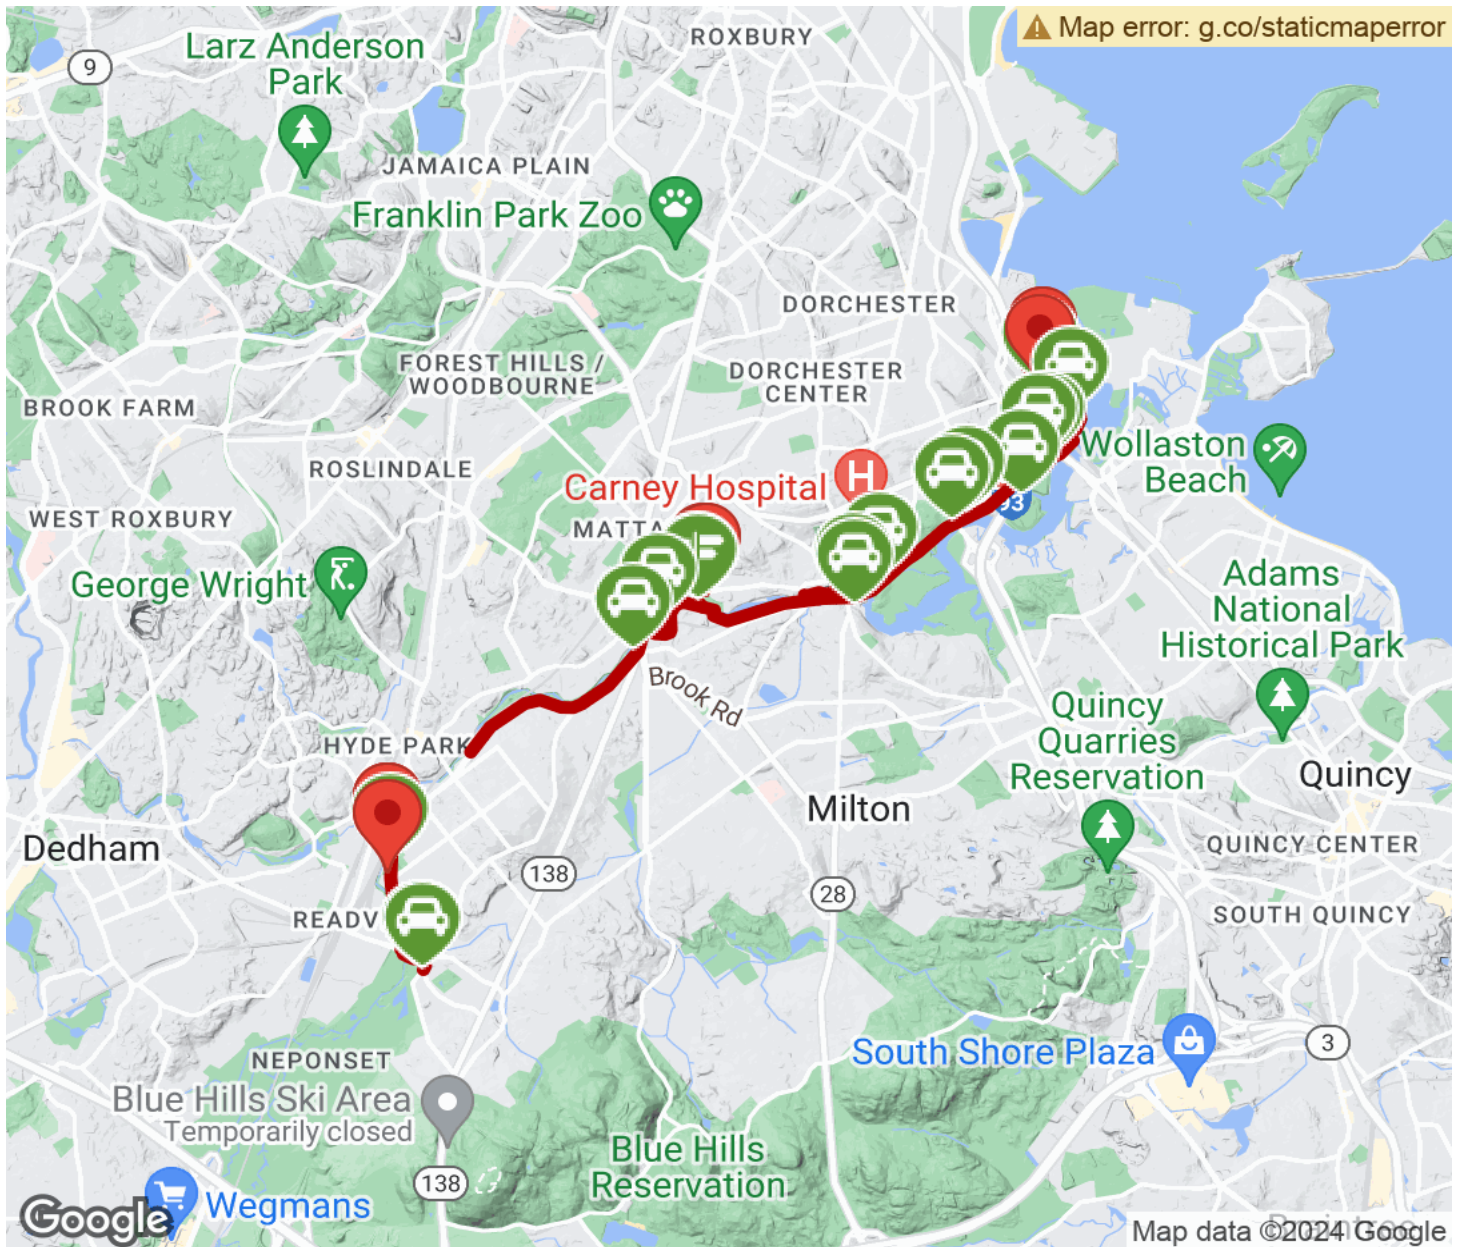 Map error: g.co/staticmaperror
ROXBURY
Larz Anderson
Park
9
JAMAICA PLAIN
Franklin Park Zoo
DORCHESTER
FOREST HILLS /
WOODBOURNE
DORCHESTER
CENTER
BROOK FARM
Wollaston
Beach
ROSLINDALE
Carney Hospital
H
93
WEST ROXBURY
MATTA
George Wright
Adams
National
Historical Park
Brook Rd
Quincy
Quarries
Reservation
HYDE PARK
Quincy
Milton
Dedham
QUINCY CENTER
138
28
READV
SOUTH QUINCY
NEPONSET
South Shore Plaza
3
Blue Hills Ski Area
Temporarily closed
Blue Hills
Reservation
138
Wegmans
Google
Map data ©2024 Google